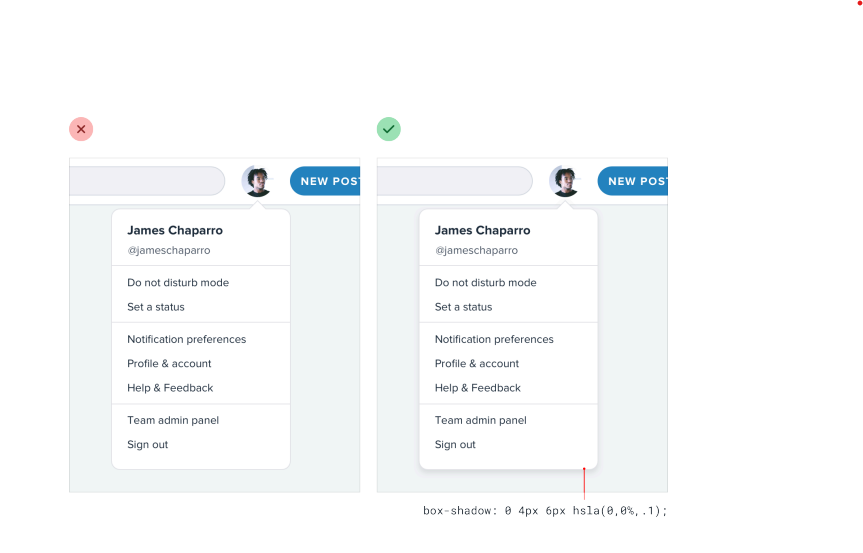 NEW POST
James Chaparro
@jameschaparro
Do not disturb mode
Set a status
Notification preferences
Profile & account
Help & Feedback
Team admin panel
Sign out
NEW POST
James Chaparro
@jameschaparro
Do not disturb mode
Set a status
Notification preferences
Profile & account
Help & Feedback
Team admin panel
Sign out
box-shadow: 0 4px 6px hsla(0,0%,.1);